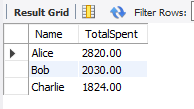 Result Grid Filter Rows:
Name TotalSpent
Alice 2820.00
Bob 2030.00
Charlie 1824.00